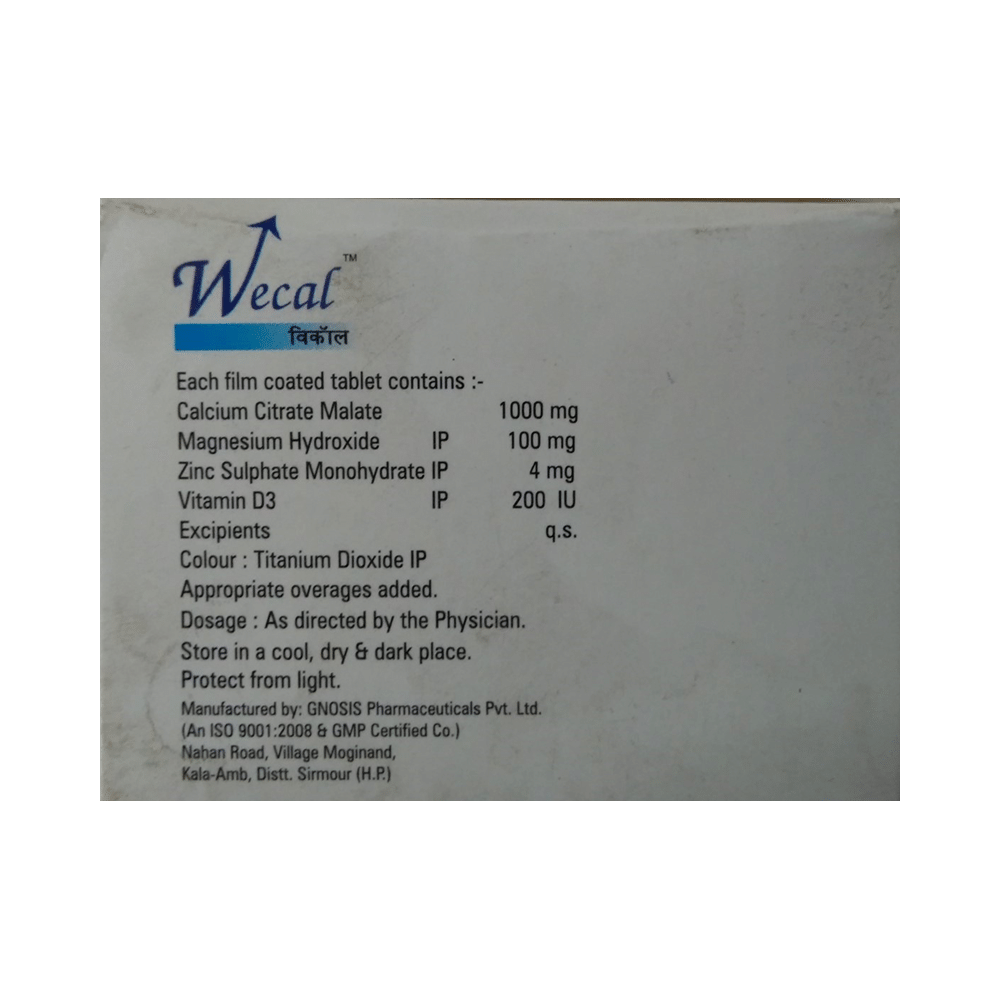 Wecal™
विकॉल
Each film coated tablet contains :-
Calcium Citrate Malate 1000 mg
Magnesium Hydroxide IP 100 mg
Zinc Sulphate Monohydrate IP 4 mg
Vitamin D3 IP 200 IU
Excipients q.s.
Colour : Titanium Dioxide IP
Appropriate overages added.
Dosage : As directed by the Physician.
Store in a cool, dry & dark place.
Protect from light.
Manufactured by: GNOSIS Pharmaceuticals Pvt. Ltd.
(An ISO 9001:2008 & GMP Certified Co.)
Nahan Road, Village Moginand,
Kala-Amb, Distt. Sirmour (H.P.)